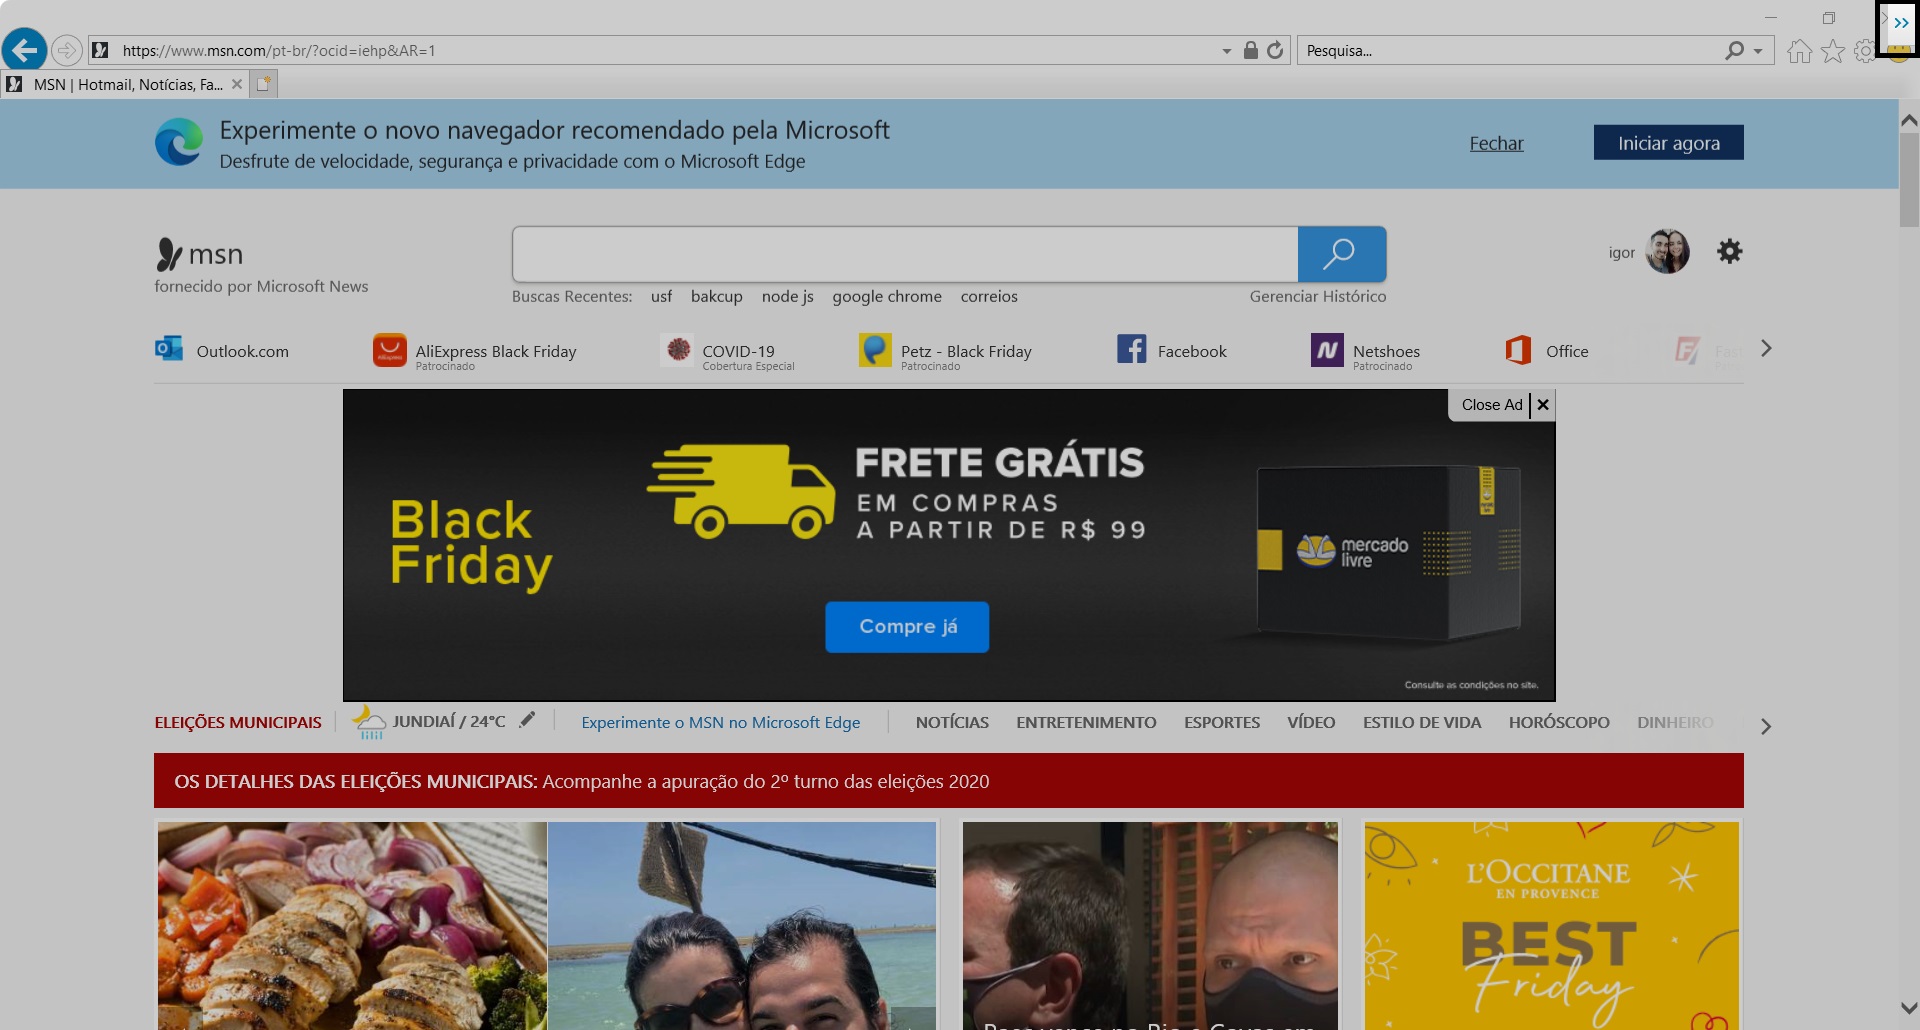 https://www.msn.com/pt-br/?ocid=iehp&AR=1
Pesquisa...
MSN | Hotmail, Notícias, Fa...
Experimente o novo navegador recomendado pela Microsoft
Desfrute de velocidade, segurança e privacidade com o Microsoft Edge
Fechar
Iniciar agora
msn
fornecido por Microsoft News
igor
Buscas Recentes: usf bakcup node js google chrome correios
Gerenciar Histórico
Outlook.com
AliExpress Black Friday
Patrocinado
COVID-19
Cobertura Especial
Petz - Black Friday
Patrocinado
Facebook
Netshoes
Patrocinado
Office
Close Ad
Black
Friday
FRETE GRÁTIS
EM COMPRAS
A PARTIR DE R$ 99
Compre já
mercado
livre
Consulte as condições no site.
ELEIÇÕES MUNICIPAIS
JUNDIAÍ / 24°C
Experimente o MSN no Microsoft Edge
NOTÍCIAS ENTRETENIMENTO ESPORTES VÍDEO ESTILO DE VIDA HORÓSCOPO DINHEIRO
OS DETALHES DAS ELEIÇÕES MUNICIPAIS: Acompanhe a apuração do 2º turno das eleições 2020
L'OCCITANE
EN PROVENCE
BEST
Friday